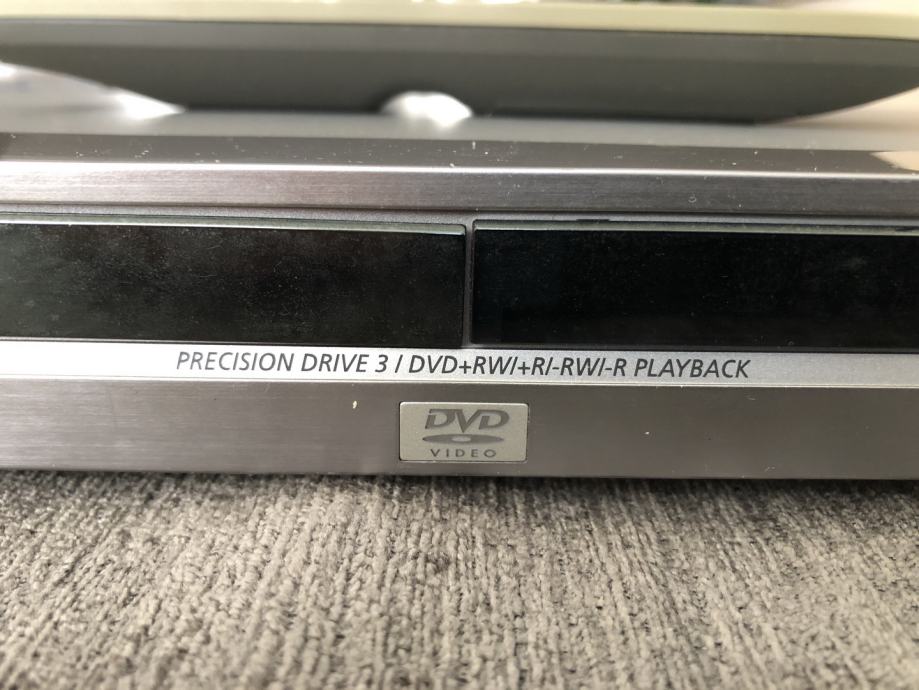 PRECISION DRIVE 3 / DVD+RW/+R/-RW/-R PLAYBACK
DVD
VIDEO